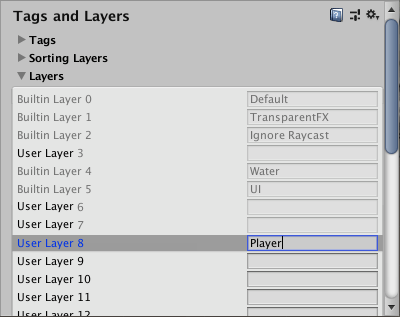 Tags and Layers
Tags
Sorting Layers
Layers
Builtin Layer 0 Default
Builtin Layer 1 TransparentFX
Builtin Layer 2 Ignore Raycast
User Layer 3
Builtin Layer 4 Water
Builtin Layer 5 UI
User Layer 6
User Layer 7
User Layer 8 Player
User Layer 9
User Layer 10
User Layer 11
User Layer 12